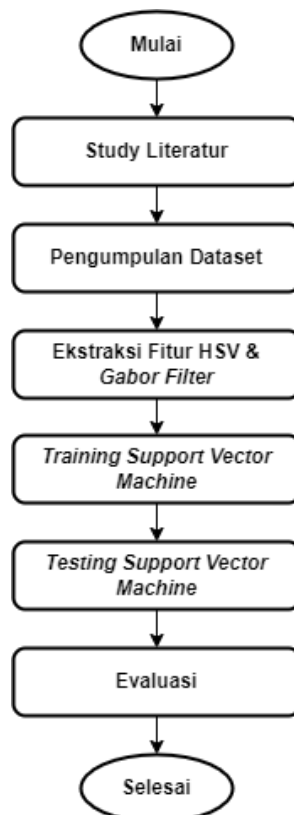 Mulai
Study Literatur
Pengumpulan Dataset
Ekstraksi Fitur HSV &
Gabor Filter
Training Support Vector
Machine
Testing Support Vector
Machine
Evaluasi
Selesai